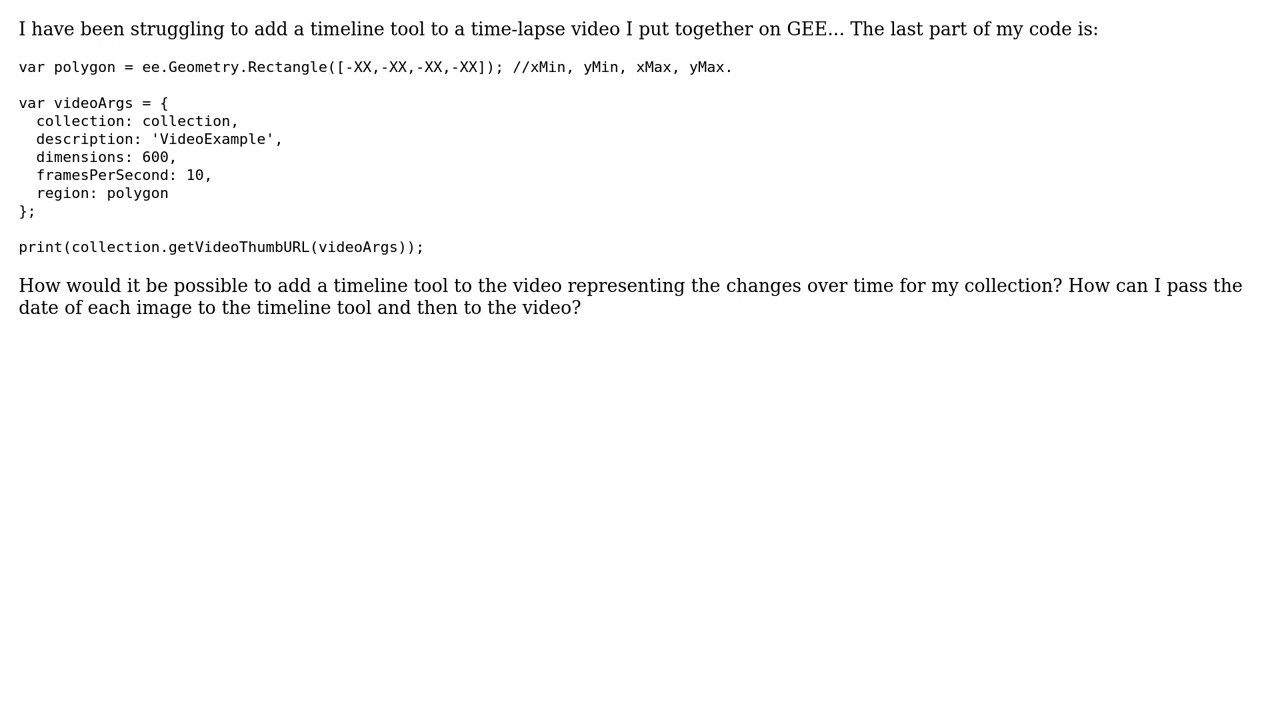 I have been struggling to add a timeline tool to a time-lapse video I put together on GEE... The last part of my code is:
var polygon = ee.Geometry.Rectangle([-XX,-XX,-XX,-XX]); //xMin, yMin, xMax, yMax.
var videoArgs = {
  collection: collection,
  description: 'VideoExample',
  dimensions: 600,
  framesPerSecond: 10,
  region: polygon
};
print(collection.getVideoThumbURL(videoArgs));
How would it be possible to add a timeline tool to the video representing the changes over time for my collection? How can I pass the
date of each image to the timeline tool and then to the video?